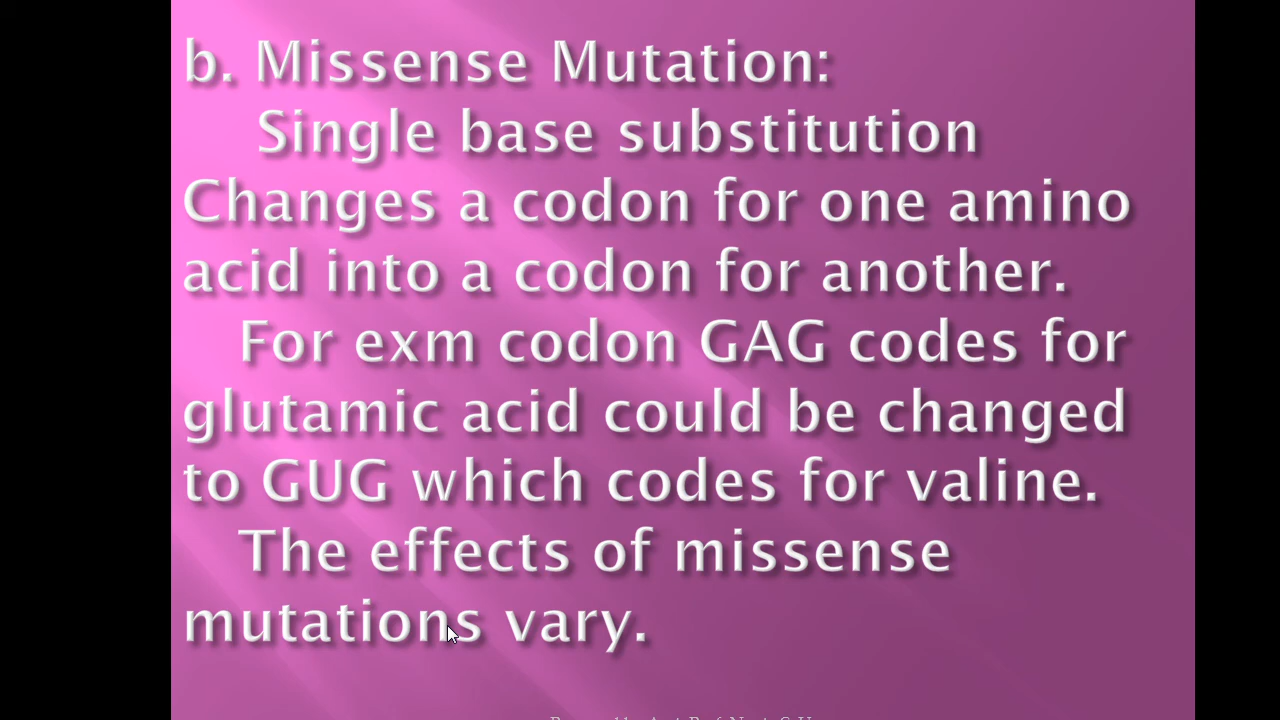 b. Missense Mutation:
Single base substitution
Changes a codon for one amino
acid into a codon for another.
For exm codon GAG codes for
glutamic acid could be changed
to GUG which codes for valine.
The effects of missense
mutations vary.